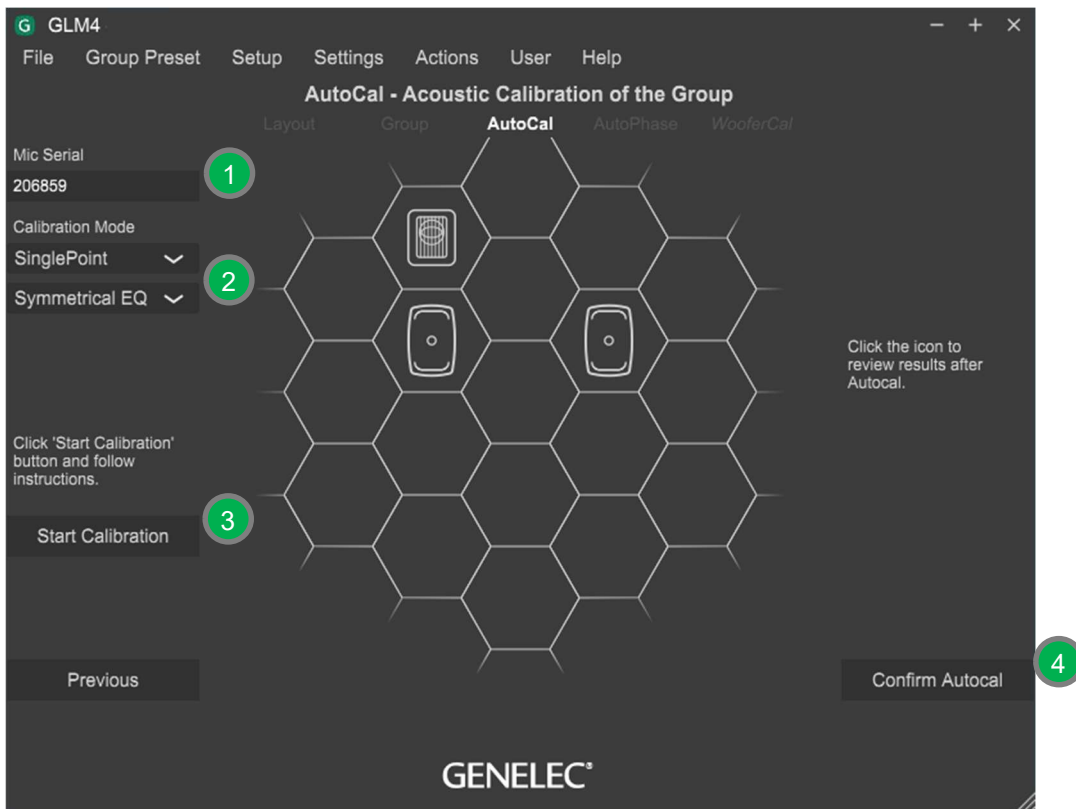 G GLM4
File Group Preset Setup Settings Actions User Help
AutoCal - Acoustic Calibration of the Group
Layout Group AutoCal AutoPhase WooferCal
Mic Serial
206859
1
Calibration Mode
SinglePoint
2
Symmetrical EQ
Click the icon to
review results after
Autocal.
Click 'Start Calibration'
button and follow
instructions.
3
Start Calibration
Previous
Confirm Autocal
4
GENELEC®